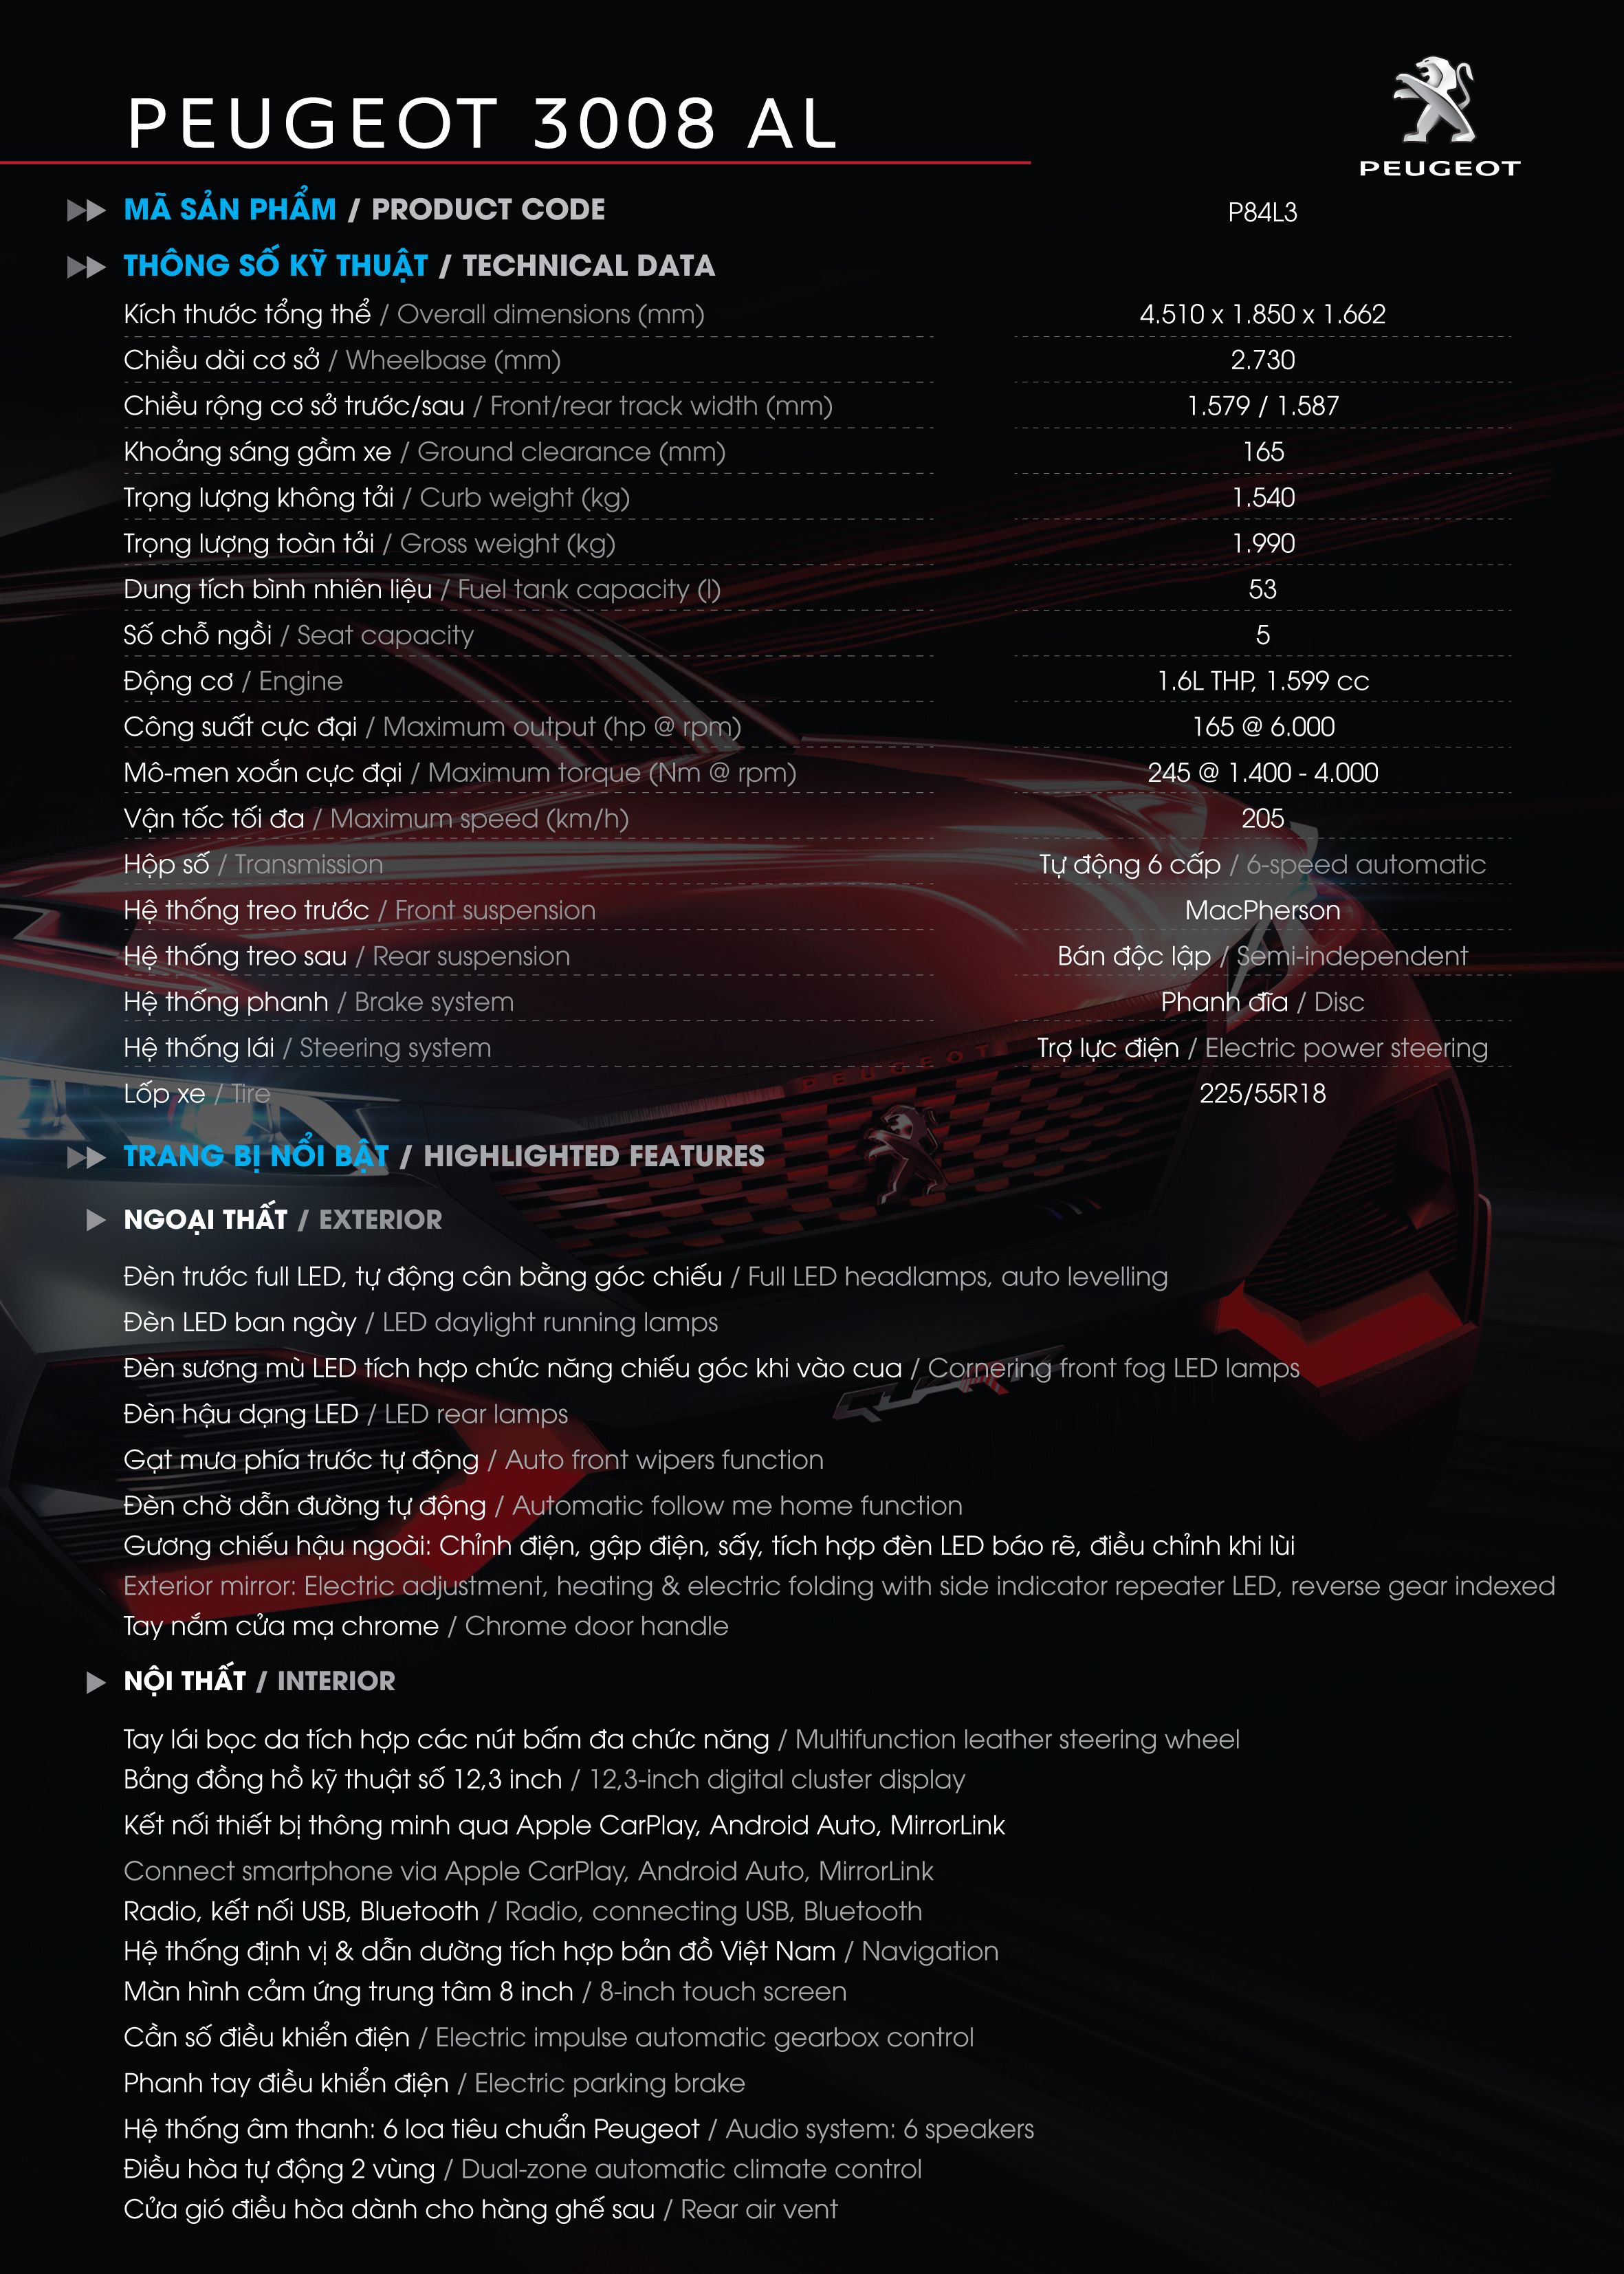 PEUGEOT 3008 AL
PEUGEOT
MÃ SẢN PHẨM / PRODUCT CODE P84L3
THÔNG SỐ KỸ THUẬT / TECHNICAL DATA
Kích thước tổng thể / Overall dimensions (mm) 4.510 x 1.850 x 1.662
Chiều dài cơ sở / Wheelbase (mm) 2.730
Chiều rộng cơ sở trước/sau / Front/rear track width (mm) 1.579 / 1.587
Khoảng sáng gầm xe / Ground clearance (mm) 165
Trọng lượng không tải / Curb weight (kg) 1.540
Trọng lượng toàn tải / Gross weight (kg) 1.990
Dung tích bình nhiên liệu / Fuel tank capacity (l) 53
Số chỗ ngồi / Seat capacity 5
Động cơ / Engine 1.6L THP, 1.599 cc
Công suất cực đại / Maximum output (hp @ rpm) 165 @ 6.000
Mô-men xoắn cực đại / Maximum torque (Nm @ rpm) 245 @ 1.400 - 4.000
Vận tốc tối đa / Maximum speed (km/h) 205
Hộp số / Transmission Tự động 6 cấp / 6-speed automatic
Hệ thống treo trước / Front suspension MacPherson
Hệ thống treo sau / Rear suspension Bán độc lập / Semi-independent
Hệ thống phanh / Brake system Phanh đĩa / Disc
Hệ thống lái / Steering system Trợ lực điện / Electric power steering
PEUGEOT
Lốp xe / Tire 225/55R18
TRANG BỊ NỔI BẬT / HIGHLIGHTED FEATURES
NGOẠI THẤT / EXTERIOR
Đèn trước full LED, tự động cân bằng góc chiếu / Full LED headlamps, auto levelling
Đèn LED ban ngày / LED daylight running lamps
Đèn sương mù LED tích hợp chức năng chiếu góc khi vào cua / Cornering front fog LED lamps
Đèn hậu dạng LED / LED rear lamps
Gạt mưa phía trước tự động / Auto front wipers function
Đèn chờ dẫn đường tự động / Automatic follow me home function
Gương chiếu hậu ngoài: Chỉnh điện, gập điện, sấy, tích hợp đèn LED báo rẽ, điều chỉnh khi lùi
Exterior mirror: Electric adjustment, heating & electric folding with side indicator repeater LED, reverse gear indexed
Tay nắm cửa mạ chrome / Chrome door handle
NỘI THẤT / INTERIOR
Tay lái bọc da tích hợp các nút bấm đa chức năng / Multifunction leather steering wheel
Bảng đồng hồ kỹ thuật số 12,3 inch / 12,3-inch digital cluster display
Kết nối thiết bị thông minh qua Apple CarPlay, Android Auto, MirrorLink
Connect smartphone via Apple CarPlay, Android Auto, MirrorLink
Radio, kết nối USB, Bluetooth / Radio, connecting USB, Bluetooth
Hệ thống định vị & dẫn dường tích hợp bản đồ Việt Nam / Navigation
Màn hình cảm ứng trung tâm 8 inch / 8-inch touch screen
Cần số điều khiển điện / Electric impulse automatic gearbox control
Phanh tay điều khiển điện / Electric parking brake
Hệ thống âm thanh: 6 loa tiêu chuẩn Peugeot / Audio system: 6 speakers
Điều hòa tự động 2 vùng / Dual-zone automatic climate control
Cửa gió điều hòa dành cho hàng ghế sau / Rear air vent